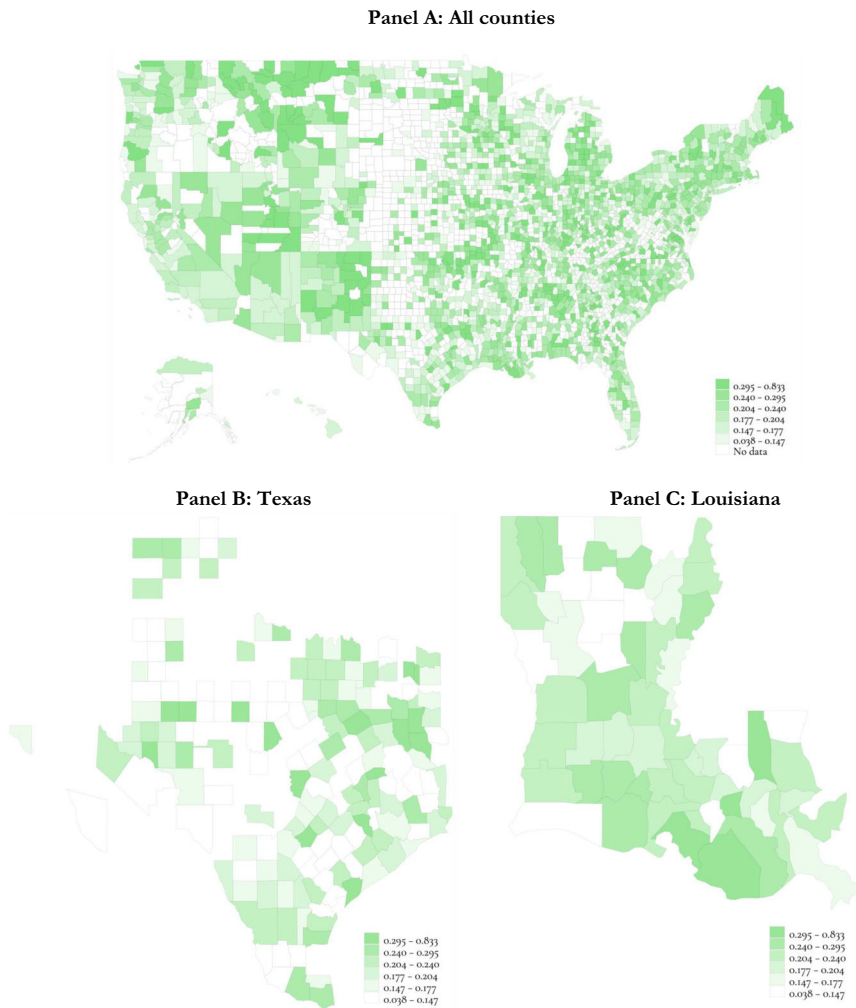 Panel A: All counties
0.295 – 0.833
0.240 – 0.295
0.204 – 0.240
0.177 – 0.204
0.147 – 0.177
0.038 – 0.147
No data
Panel B: Texas
0.295 – 0.833
0.240 – 0.295
0.204 – 0.240
0.177 – 0.204
0.147 – 0.177
0.038 – 0.147
Panel C: Louisiana
0.295 – 0.833
0.240 – 0.295
0.204 – 0.240
0.177 – 0.204
0.147 – 0.177
0.038 – 0.147